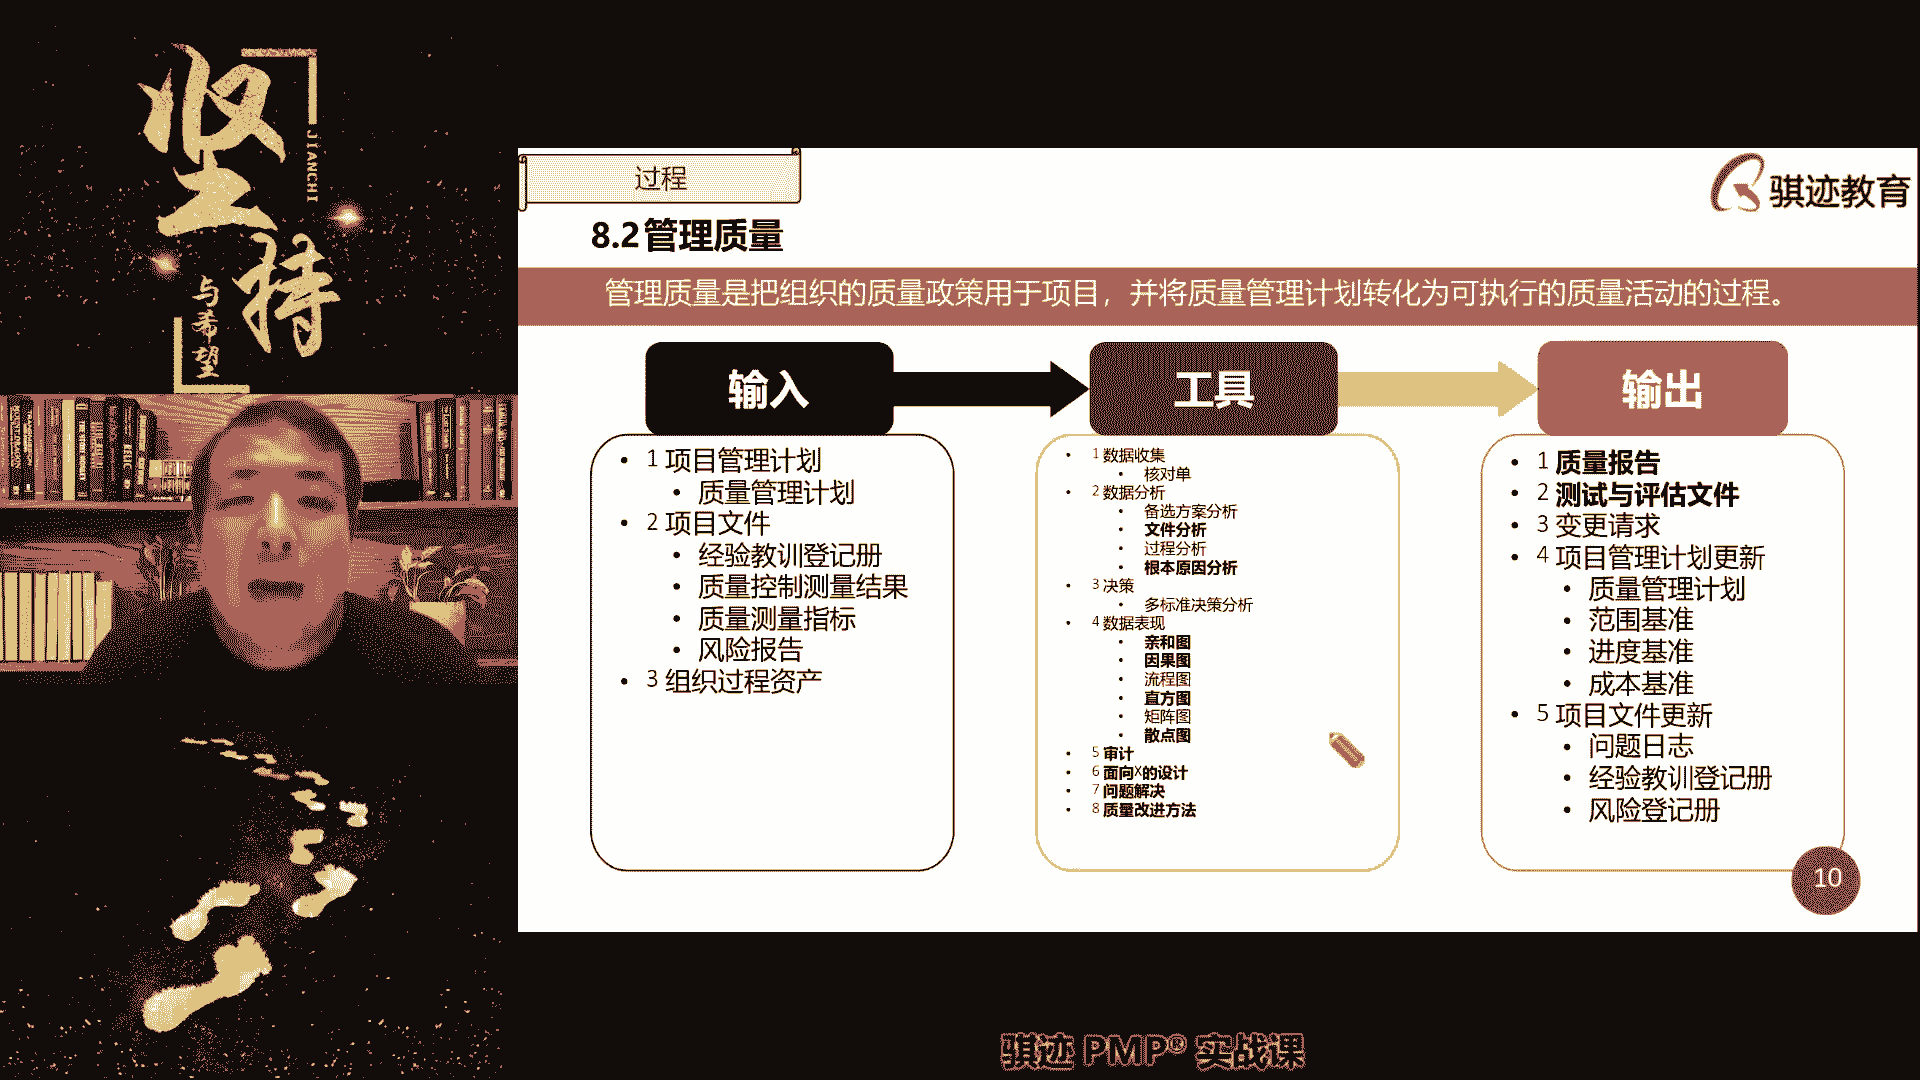 坚持
JIANCHI
与希望
过程
骐迹教育
8.2管理质量
管理质量是把组织的质量政策用于项目，并将质量管理计划转化为可执行的质量活动的过程。
输入
• 1 项目管理计划
• 质量管理计划
• 2 项目文件
• 经验教训登记册
• 质量控制测量结果
• 质量测量指标
• 风险报告
• 3 组织过程资产
工具
• 1 数据收集
• 核对单
• 2 数据分析
• 备选方案分析
• 文件分析
• 过程分析
• 根本原因分析
• 3 决策
• 多标准决策分析
• 4 数据表现
• 亲和图
• 因果图
• 流程图
• 直方图
• 矩阵图
• 散点图
• 5 审计
• 6 面向X的设计
• 7 问题解决
• 8 质量改进方法
输出
• 1 质量报告
• 2 测试与评估文件
• 3 变更请求
• 4 项目管理计划更新
• 质量管理计划
• 范围基准
• 进度基准
• 成本基准
• 5 项目文件更新
• 问题日志
• 经验教训登记册
• 风险登记册
10
骐迹 PMP® 实战课